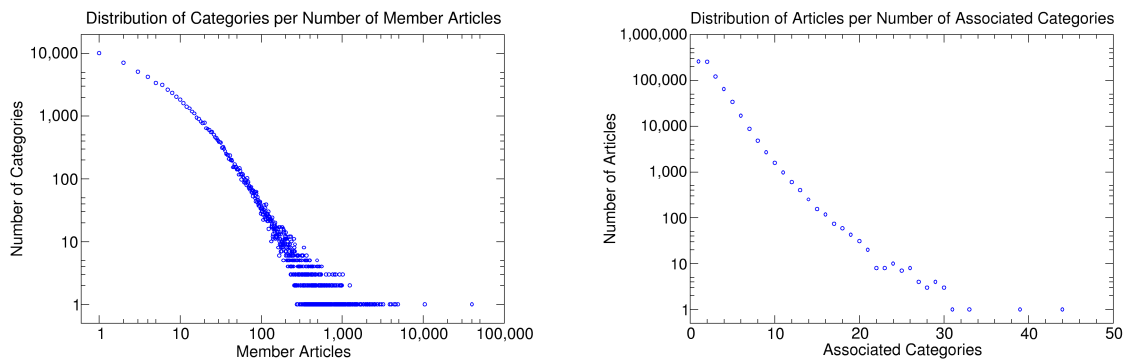 Distribution of Categories per Number of Member Articles
Number of Categories
10,000
1,000
100
10
1
1 10 100 1,000 10,000 100,000
Member Articles
Distribution of Articles per Number of Associated Categories
Number of Articles
1,000,000
100,000
10,000
1,000
100
10
1
0 10 20 30 40 50
Associated Categories